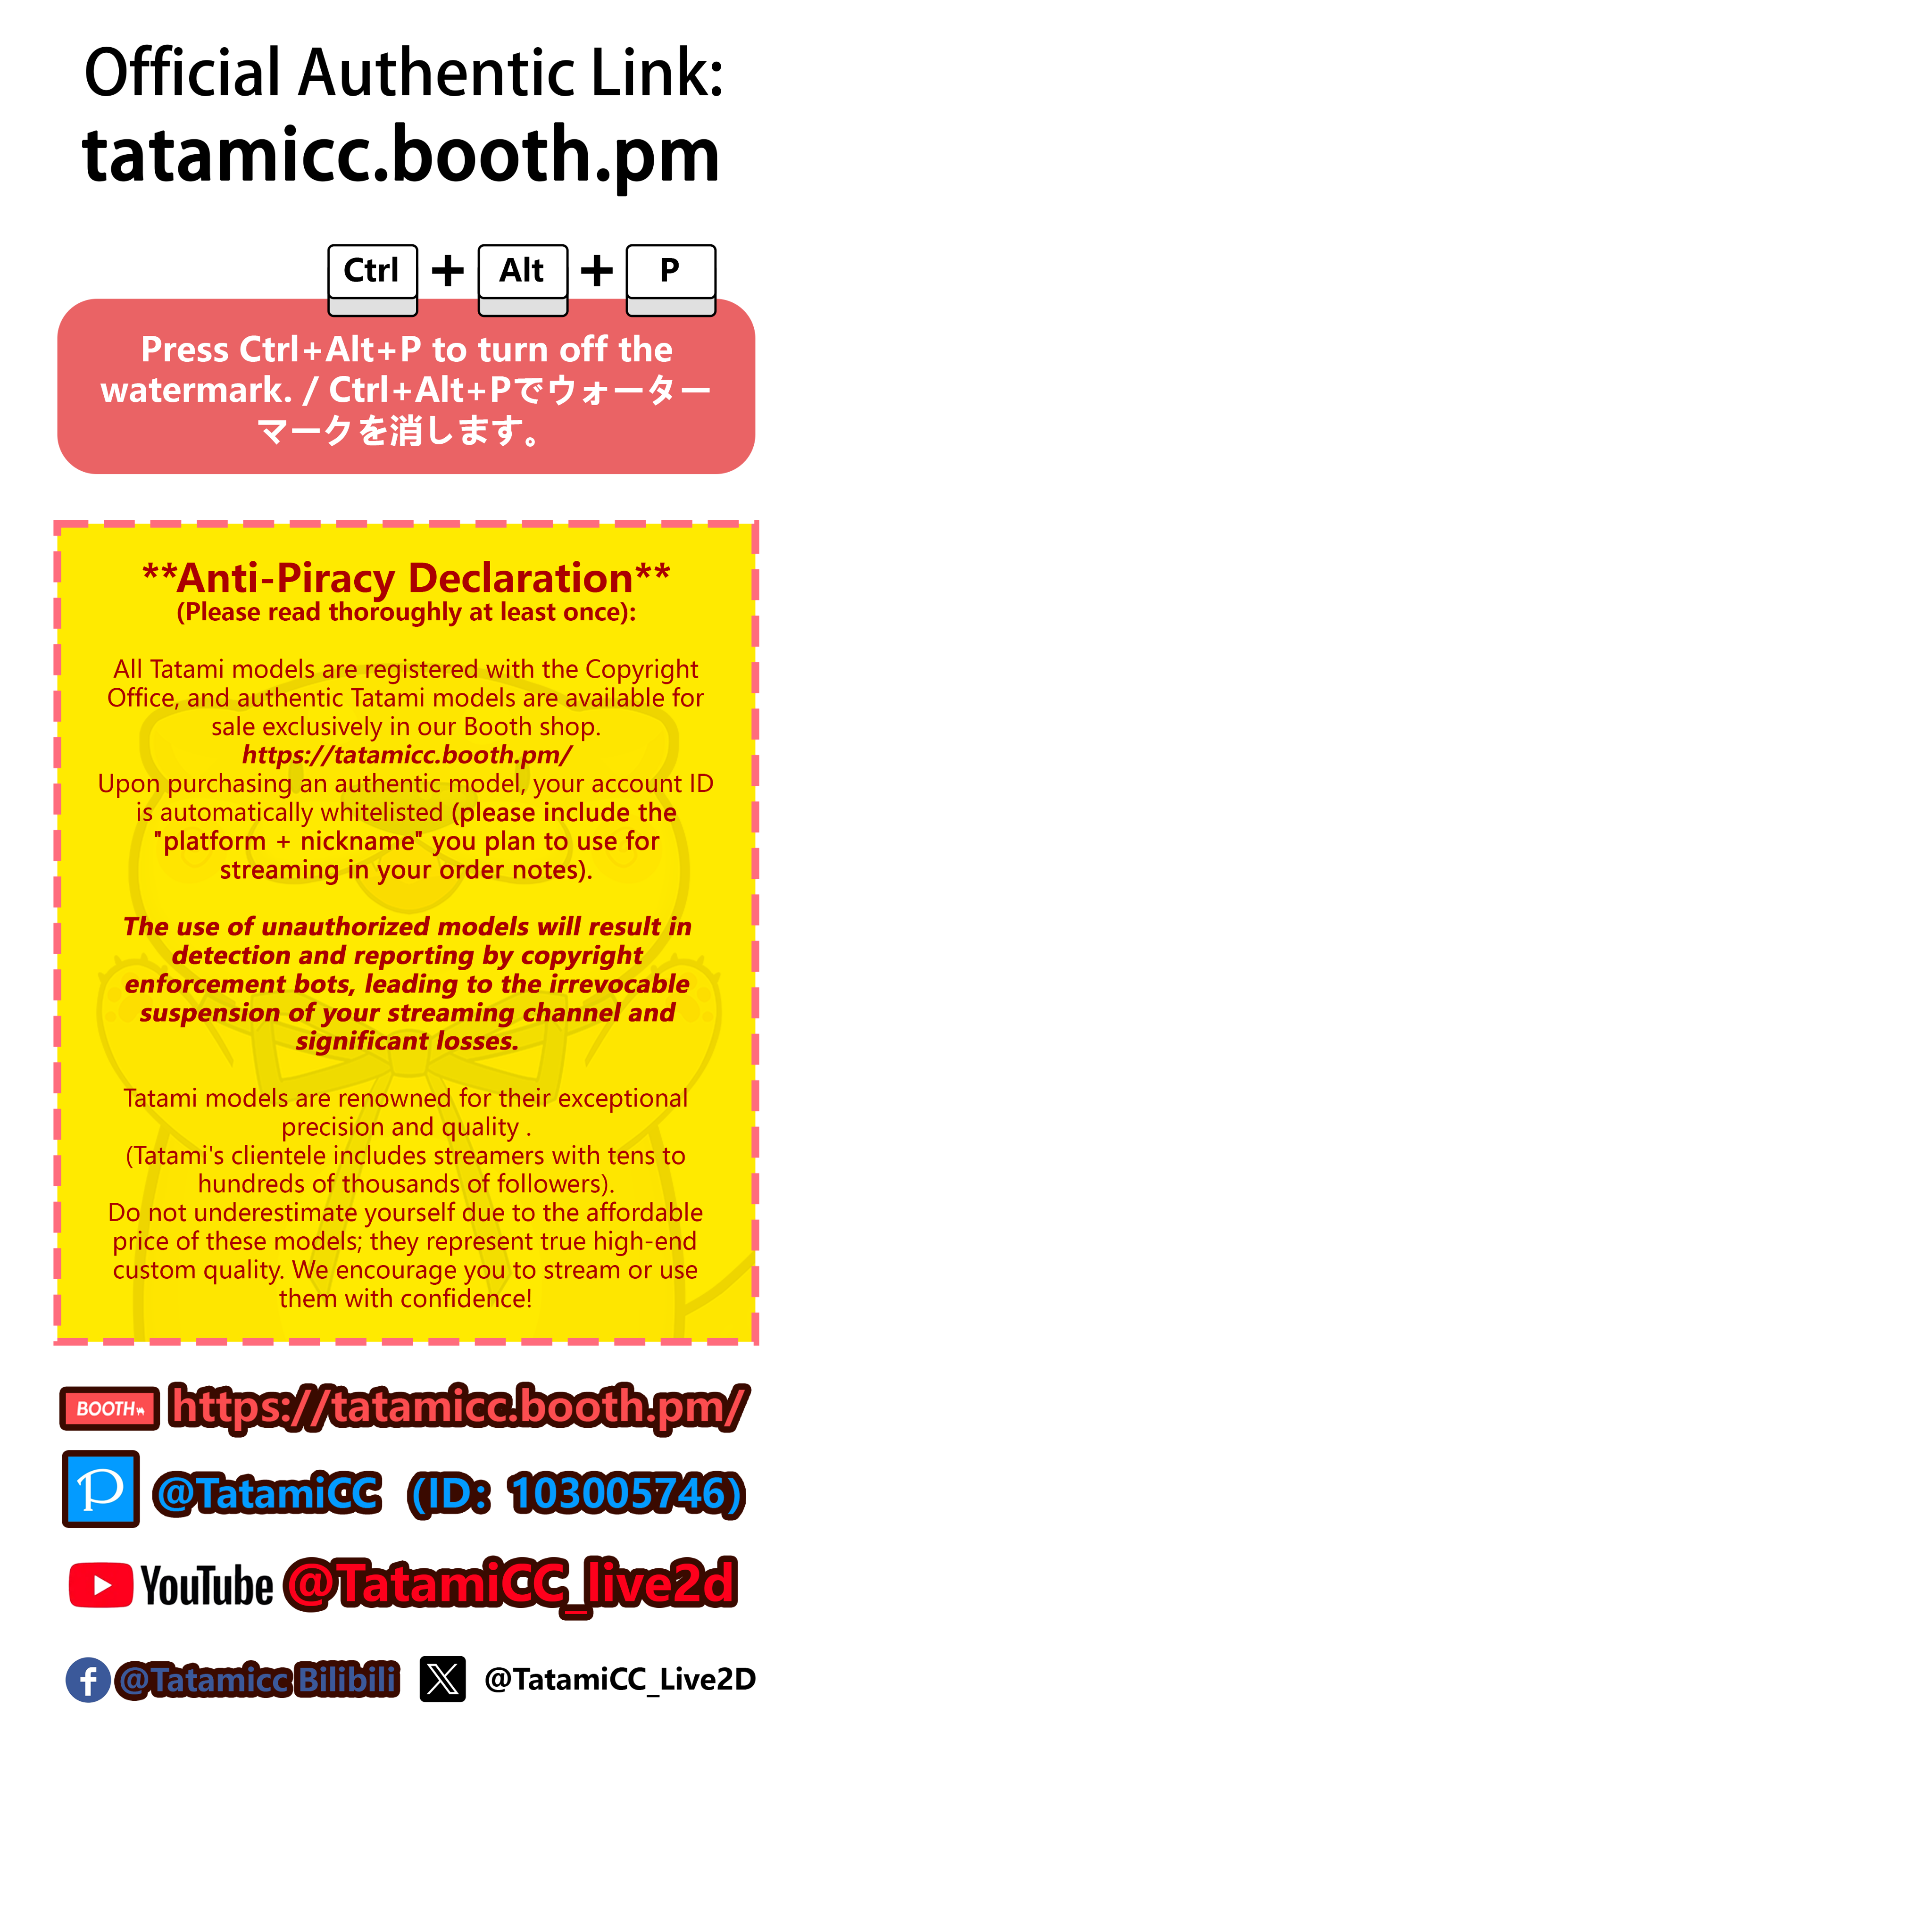 Official Authentic Link:
tatamicc.booth.pm
Ctrl + Alt + P
Press Ctrl+Alt+P to turn off the
watermark. / Ctrl+Alt+Pでウォーター
マークを消します。
**Anti-Piracy Declaration**
(Please read thoroughly at least once):
All Tatami models are registered with the Copyright
Office, and authentic Tatami models are available for
sale exclusively in our Booth shop.
https://tatamicc.booth.pm/
Upon purchasing an authentic model, your account ID
is automatically whitelisted (please include the
"platform + nickname" you plan to use for
streaming in your order notes).
The use of unauthorized models will result in
detection and reporting by copyright
enforcement bots, leading to the irrevocable
suspension of your streaming channel and
significant losses.
Tatami models are renowned for their exceptional
precision and quality .
(Tatami's clientele includes streamers with tens to
hundreds of thousands of followers).
Do not underestimate yourself due to the affordable
price of these models; they represent true high-end
custom quality. We encourage you to stream or use
them with confidence!
BOOTH https://tatamicc.booth.pm/
P @TatamiCC (ID: 103005746)
YouTube @TatamiCC_live2d
f @Tatamicc Bilibili X @TatamiCC_Live2D